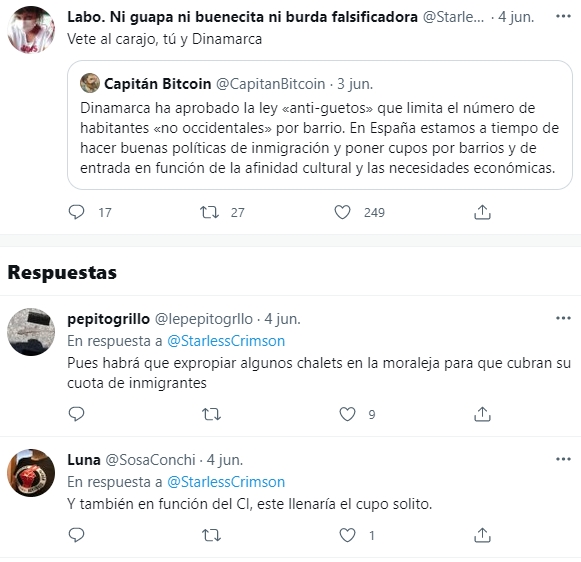 Labo. Ni guapa ni buenecita ni burda falsificadora @Starle... · 4 jun.
Vete al carajo, tú y Dinamarca
Capitán Bitcoin @CapitanBitcoin · 3 jun.
Dinamarca ha aprobado la ley «anti-guetos» que limita el número de
habitantes «no occidentales» por barrio. En España estamos a tiempo de
hacer buenas políticas de inmigración y poner cupos por barrios y de
entrada en función de la afinidad cultural y las necesidades económicas.
17 27 249
Respuestas
pepitogrillo @lepepitogrllo · 4 jun.
En respuesta a @StarlessCrimson
Pues habrá que expropiar algunos chalets en la moraleja para que cubran su
cuota de inmigrantes
9
Luna @SosaConchi · 4 jun.
En respuesta a @StarlessCrimson
Y también en función del CI, este llenaría el cupo solito.
1